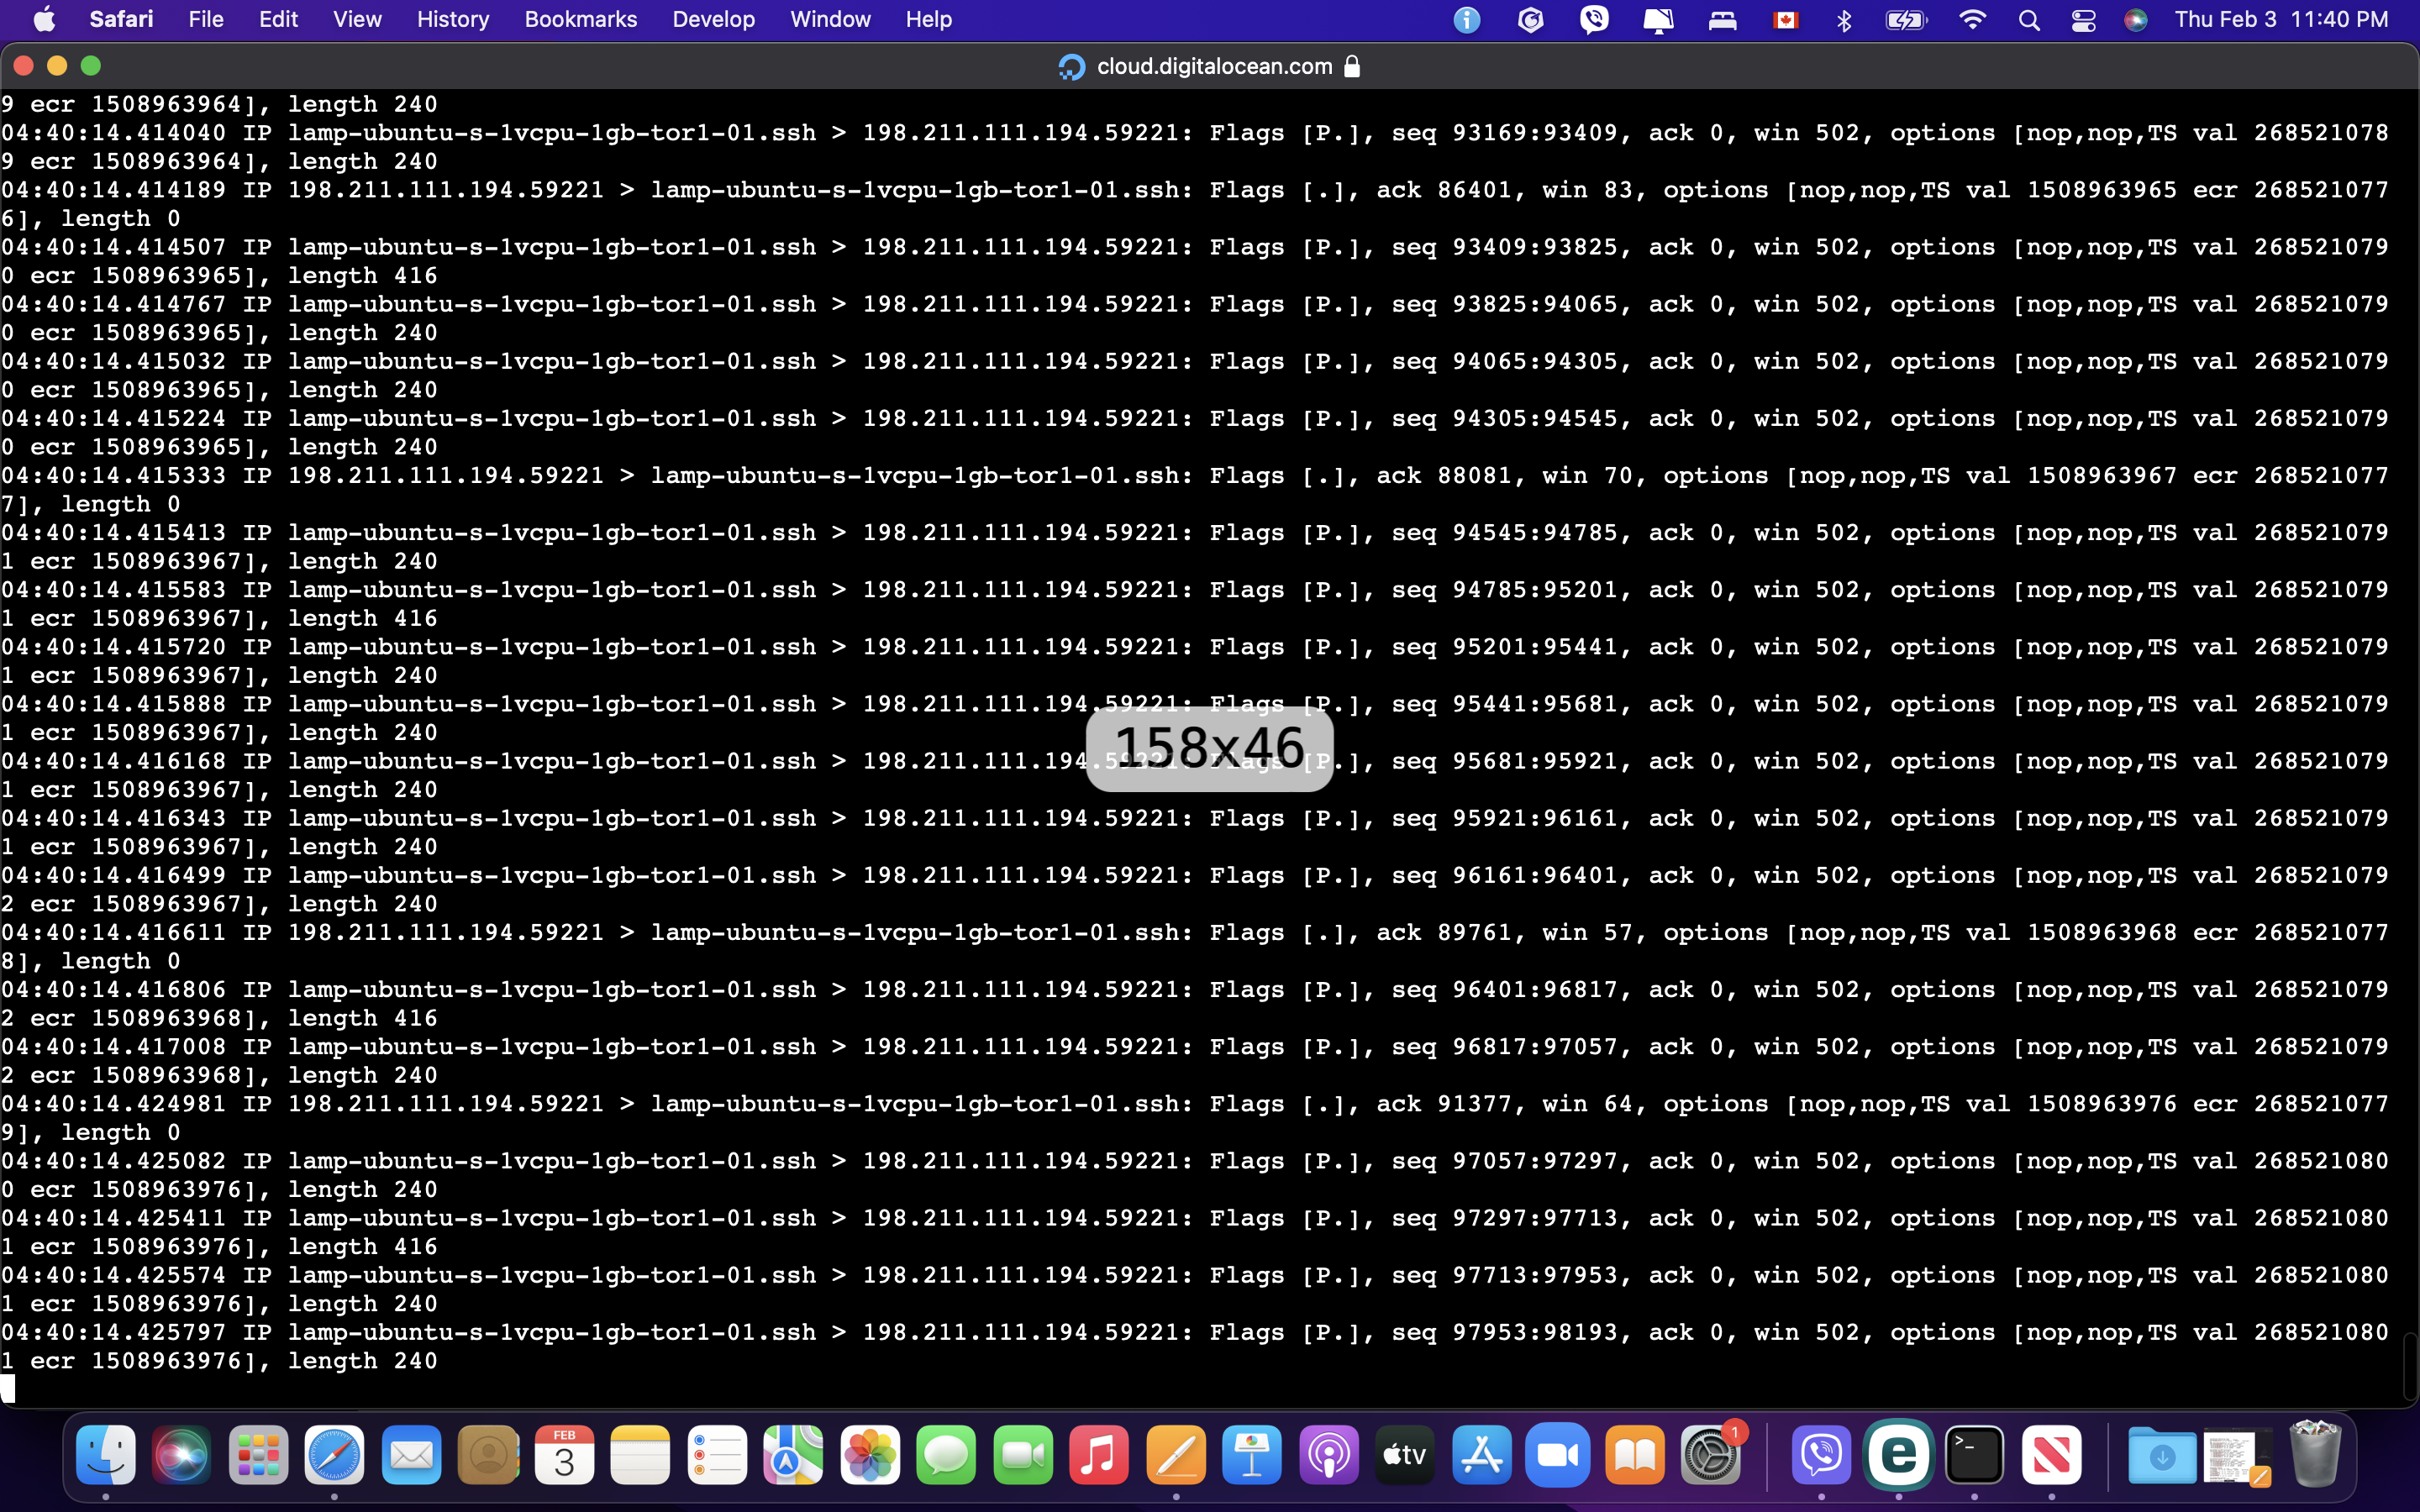 Safari File Edit View History Bookmarks Develop Window Help Thu Feb 3 11:40 PM
cloud.digitalocean.com
9 ecr 1508963964], length 240
04:40:14.414040 IP lamp-ubuntu-s-1vcpu-1gb-tor1-01.ssh > 198.211.111.194.59221: Flags [P.], seq 93169:93409, ack 0, win 502, options [nop,nop,TS val 268521078
9 ecr 1508963964], length 240
04:40:14.414189 IP 198.211.111.194.59221 > lamp-ubuntu-s-1vcpu-1gb-tor1-01.ssh: Flags [.], ack 86401, win 83, options [nop,nop,TS val 1508963965 ecr 268521077
6], length 0
04:40:14.414507 IP lamp-ubuntu-s-1vcpu-1gb-tor1-01.ssh > 198.211.111.194.59221: Flags [P.], seq 93409:93825, ack 0, win 502, options [nop,nop,TS val 268521079
0 ecr 1508963965], length 416
04:40:14.414767 IP lamp-ubuntu-s-1vcpu-1gb-tor1-01.ssh > 198.211.111.194.59221: Flags [P.], seq 93825:94065, ack 0, win 502, options [nop,nop,TS val 268521079
0 ecr 1508963965], length 240
04:40:14.415032 IP lamp-ubuntu-s-1vcpu-1gb-tor1-01.ssh > 198.211.111.194.59221: Flags [P.], seq 94065:94305, ack 0, win 502, options [nop,nop,TS val 268521079
0 ecr 1508963965], length 240
04:40:14.415224 IP lamp-ubuntu-s-1vcpu-1gb-tor1-01.ssh > 198.211.111.194.59221: Flags [P.], seq 94305:94545, ack 0, win 502, options [nop,nop,TS val 268521079
0 ecr 1508963965], length 240
04:40:14.415333 IP 198.211.111.194.59221 > lamp-ubuntu-s-1vcpu-1gb-tor1-01.ssh: Flags [.], ack 88081, win 70, options [nop,nop,TS val 1508963967 ecr 268521077
7], length 0
04:40:14.415413 IP lamp-ubuntu-s-1vcpu-1gb-tor1-01.ssh > 198.211.111.194.59221: Flags [P.], seq 94545:94785, ack 0, win 502, options [nop,nop,TS val 268521079
1 ecr 1508963967], length 240
04:40:14.415583 IP lamp-ubuntu-s-1vcpu-1gb-tor1-01.ssh > 198.211.111.194.59221: Flags [P.], seq 94785:95201, ack 0, win 502, options [nop,nop,TS val 268521079
1 ecr 1508963967], length 416
04:40:14.415720 IP lamp-ubuntu-s-1vcpu-1gb-tor1-01.ssh > 198.211.111.194.59221: Flags [P.], seq 95201:95441, ack 0, win 502, options [nop,nop,TS val 268521079
1 ecr 1508963967], length 240
04:40:14.415888 IP lamp-ubuntu-s-1vcpu-1gb-tor1-01.ssh > 198.211.111.194.59221: Flags [P.], seq 95441:95681, ack 0, win 502, options [nop,nop,TS val 268521079
1 ecr 1508963967], length 240
158x46
04:40:14.416168 IP lamp-ubuntu-s-1vcpu-1gb-tor1-01.ssh > 198.211.111.194.59221: Flags [P.], seq 95681:95921, ack 0, win 502, options [nop,nop,TS val 268521079
1 ecr 1508963967], length 240
04:40:14.416343 IP lamp-ubuntu-s-1vcpu-1gb-tor1-01.ssh > 198.211.111.194.59221: Flags [P.], seq 95921:96161, ack 0, win 502, options [nop,nop,TS val 268521079
1 ecr 1508963967], length 240
04:40:14.416499 IP lamp-ubuntu-s-1vcpu-1gb-tor1-01.ssh > 198.211.111.194.59221: Flags [P.], seq 96161:96401, ack 0, win 502, options [nop,nop,TS val 268521079
2 ecr 1508963967], length 240
04:40:14.416611 IP 198.211.111.194.59221 > lamp-ubuntu-s-1vcpu-1gb-tor1-01.ssh: Flags [.], ack 89761, win 57, options [nop,nop,TS val 1508963968 ecr 268521077
8], length 0
04:40:14.416806 IP lamp-ubuntu-s-1vcpu-1gb-tor1-01.ssh > 198.211.111.194.59221: Flags [P.], seq 96401:96817, ack 0, win 502, options [nop,nop,TS val 268521079
2 ecr 1508963968], length 416
04:40:14.417008 IP lamp-ubuntu-s-1vcpu-1gb-tor1-01.ssh > 198.211.111.194.59221: Flags [P.], seq 96817:97057, ack 0, win 502, options [nop,nop,TS val 268521079
2 ecr 1508963968], length 240
04:40:14.424981 IP 198.211.111.194.59221 > lamp-ubuntu-s-1vcpu-1gb-tor1-01.ssh: Flags [.], ack 91377, win 64, options [nop,nop,TS val 1508963976 ecr 268521077
9], length 0
04:40:14.425082 IP lamp-ubuntu-s-1vcpu-1gb-tor1-01.ssh > 198.211.111.194.59221: Flags [P.], seq 97057:97297, ack 0, win 502, options [nop,nop,TS val 268521080
0 ecr 1508963976], length 240
04:40:14.425411 IP lamp-ubuntu-s-1vcpu-1gb-tor1-01.ssh > 198.211.111.194.59221: Flags [P.], seq 97297:97713, ack 0, win 502, options [nop,nop,TS val 268521080
1 ecr 1508963976], length 416
04:40:14.425574 IP lamp-ubuntu-s-1vcpu-1gb-tor1-01.ssh > 198.211.111.194.59221: Flags [P.], seq 97713:97953, ack 0, win 502, options [nop,nop,TS val 268521080
1 ecr 1508963976], length 240
04:40:14.425797 IP lamp-ubuntu-s-1vcpu-1gb-tor1-01.ssh > 198.211.111.194.59221: Flags [P.], seq 97953:98193, ack 0, win 502, options [nop,nop,TS val 268521080
1 ecr 1508963976], length 240
FEB
3
tv
1
e
>_